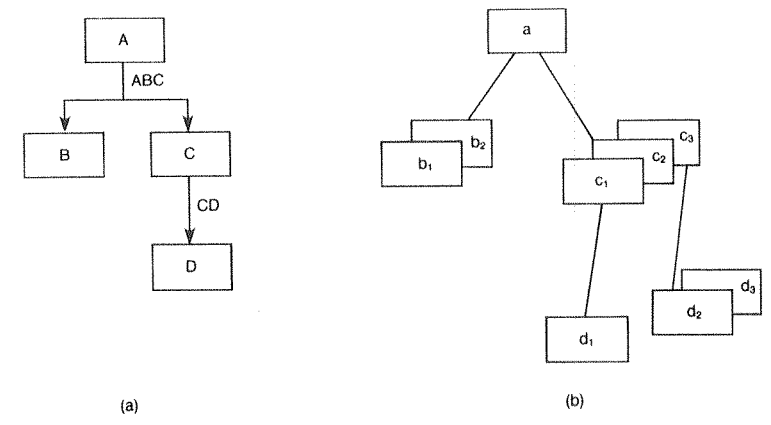 A
ABC
B
C
CD
D
(a)
a
b₂
b₁
c₃
c₂
c₁
d₃
d₂
d₁
(b)